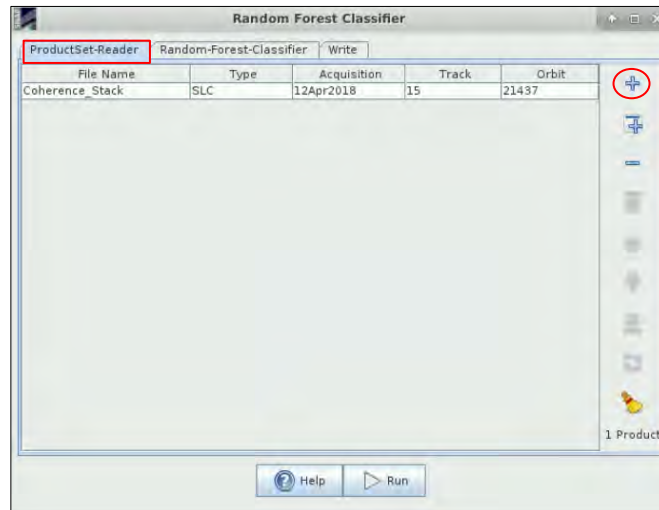 Random Forest Classifier
ProductSet-Reader Random-Forest-Classifier Write
File Name Type Acquisition Track Orbit
Coherence_Stack SLC 12Apr2018 15 21437
1 Product
Help Run